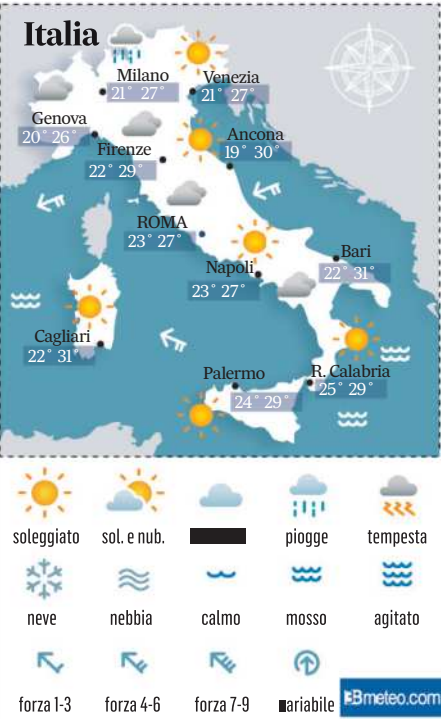 Italia
Milano
21° 27°
Venezia
21° 27°
Genova
20° 26°
Firenze
22° 29°
Ancona
19° 30°
ROMA
23° 27°
Napoli
23° 27°
Bari
22° 31°
Cagliari
22° 31°
Palermo
24° 29°
R. Calabria
25° 29°
soleggiato sol. e nub. piogge tempesta
neve nebbia calmo mosso agitato
forza 1-3 forza 4-6 forza 7-9 ariabile
3Bmeteo.com